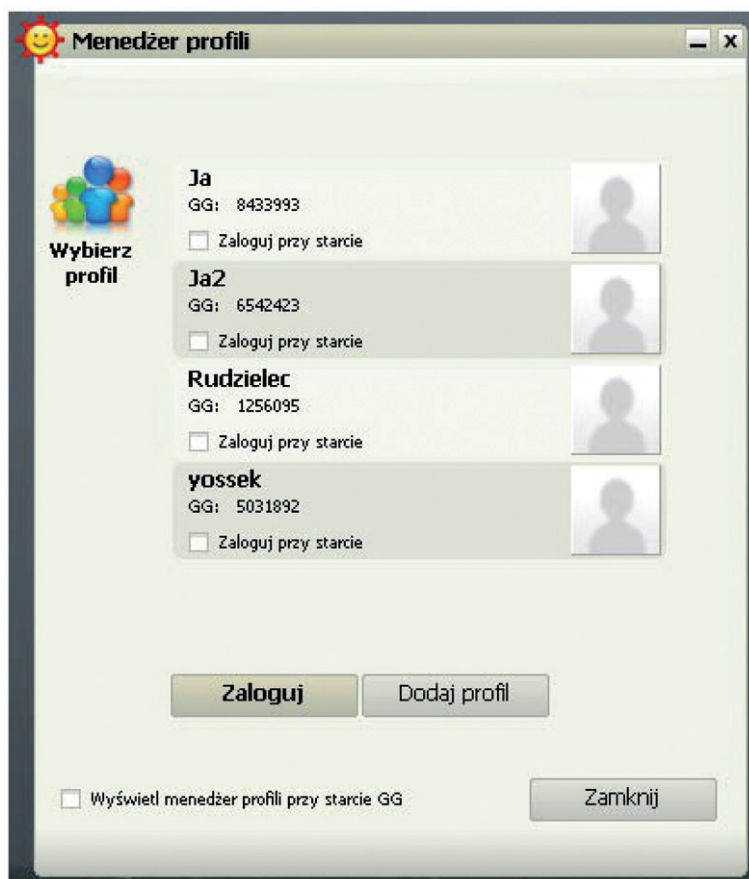 Menedżer profili
Wybierz
profil
Ja
GG: 8433993
Zaloguj przy starcie
Ja2
GG: 6542423
Zaloguj przy starcie
Rudzielec
GG: 1256095
Zaloguj przy starcie
yossek
GG: 5031892
Zaloguj przy starcie
Zaloguj
Dodaj profil
Wyświetl menedżer profili przy starcie GG
Zamknij